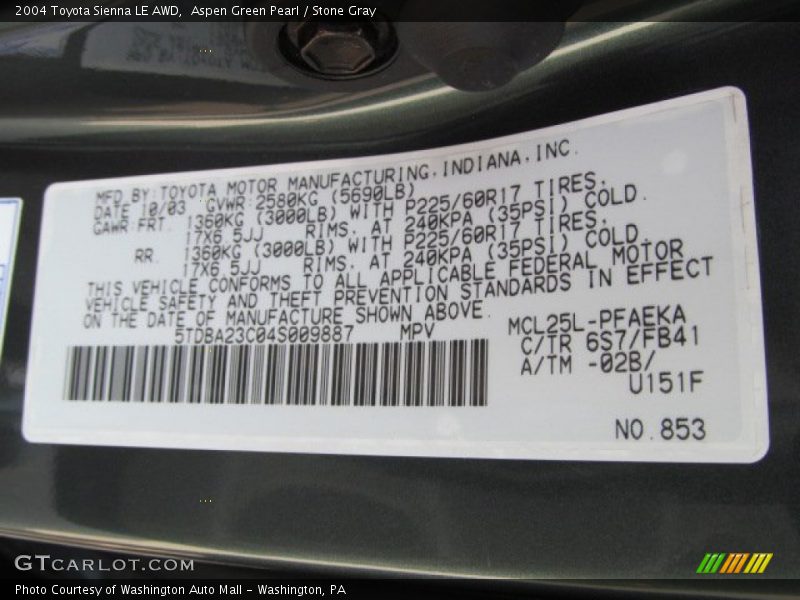 2004 Toyota Sienna LE AWD,  Aspen Green Pearl / Stone Gray
MFD.BY:TOYOTA MOTOR MANUFACTURING,INDIANA,INC.
DATE 10/03  GVWR:2580KG (5690LB)
GAWR:FRT. 1360KG (3000LB) WITH P225/60R17 TIRES,
17X6.5JJ RIMS, AT 240KPA (35PSI) COLD.
RR. 1360KG (3000LB) WITH P225/60R17 TIRES,
17X6.5JJ RIMS, AT 240KPA (35PSI) COLD.
THIS VEHICLE CONFORMS TO ALL APPLICABLE FEDERAL MOTOR
VEHICLE SAFETY AND THEFT PREVENTION STANDARDS IN EFFECT
ON THE DATE OF MANUFACTURE SHOWN ABOVE.
5TDBA23C04S009887 MPV
MCL25L-PFAEKA
C/TR 6S7/FB41
A/TM -02B/
U151F
NO.853
GTCARLOT.COM
Photo Courtesy of Washington Auto Mall - Washington, PA